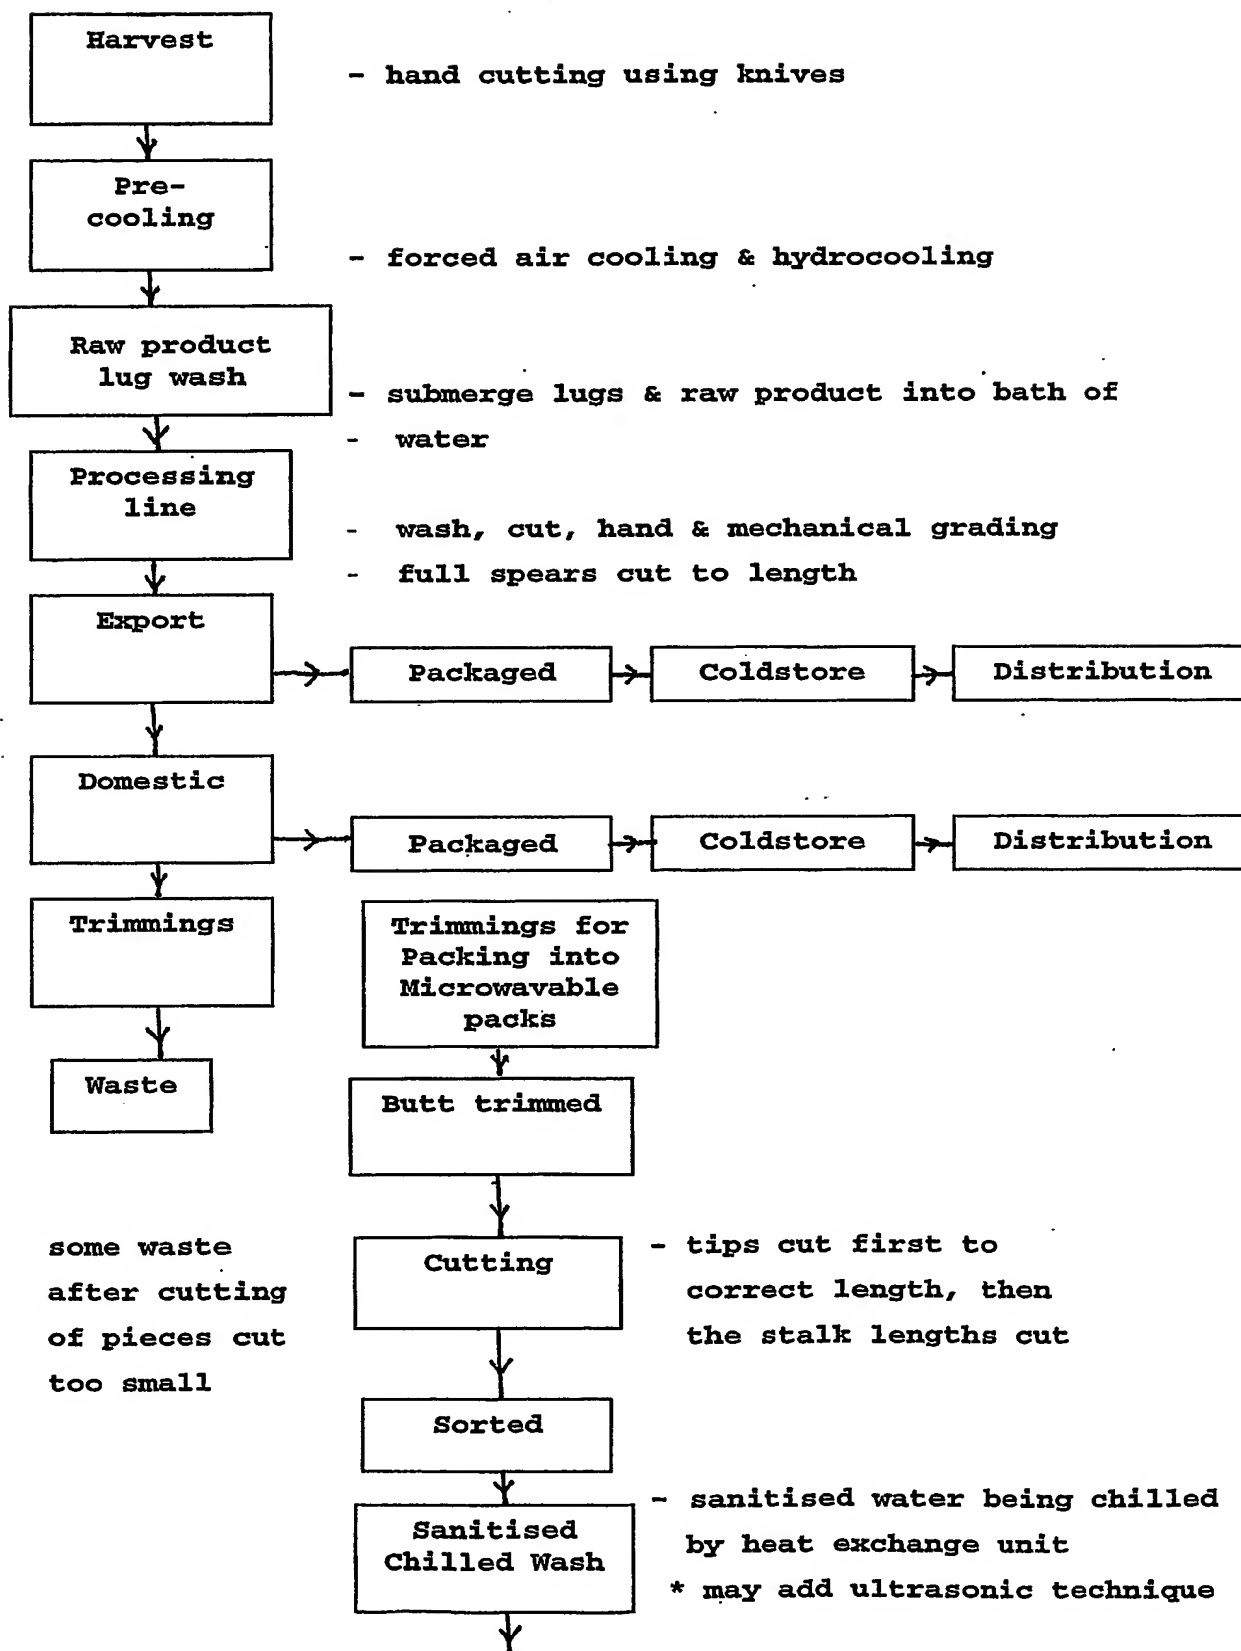 Harvest
- hand cutting using knives
Pre-
cooling
- forced air cooling & hydrocooling
Raw product
lug wash
- submerge lugs & raw product into bath of
- water
Processing
line
- wash, cut, hand & mechanical grading
- full spears cut to length
Export
Packaged
Coldstore
Distribution
Domestic
Packaged
Coldstore
Distribution
Trimmings
Waste
Trimmings for
Packing into
Microwavable
packs
Butt trimmed
some waste
after cutting
of pieces cut
too small
Cutting
- tips cut first to
correct length, then
the stalk lengths cut
Sorted
Sanitised
Chilled Wash
- sanitised water being chilled
by heat exchange unit
* may add ultrasonic technique